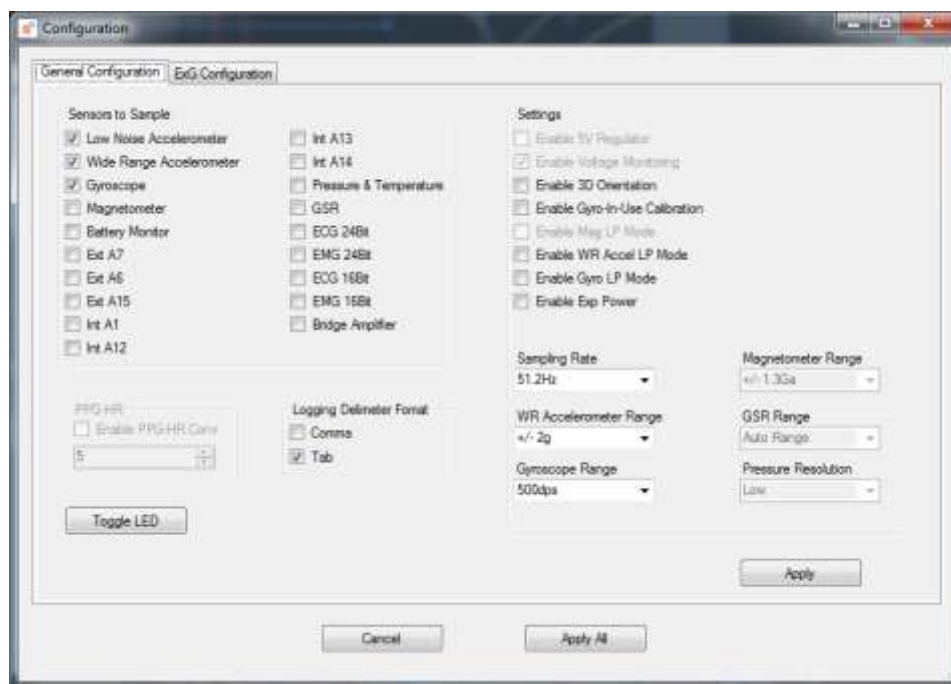 Configuration
General Configuration
ExG Configuration
Sensors to Sample
Low Noise Accelerometer
Wide Range Accelerometer
Gyroscope
Magnetometer
Battery Monitor
Ext A7
Ext A6
Ext A15
Int A1
Int A12
Int A13
Int A14
Pressure & Temperature
GSR
ECG 24Bit
EMG 24Bit
ECG 16Bit
EMG 16Bit
Bridge Amplifier
PPG-HR
Enable PPG-HR Conv
5
Logging Delimeter Fomat
Comma
Tab
Toggle LED
Settings
Enable 5V Regulator
Enable Voltage Monitoring
Enable 3D Orientation
Enable Gyro-In-Use Calibration
Enable Mag LP Mode
Enable WR Accel LP Mode
Enable Gyro LP Mode
Enable Exp Power
Sampling Rate
51.2Hz
Magnetometer Range
+/- 1.3Ga
WR Accelerometer Range
+/- 2g
GSR Range
Auto Range
Gyroscope Range
500dps
Pressure Resolution
Low
Apply
Cancel
Apply All